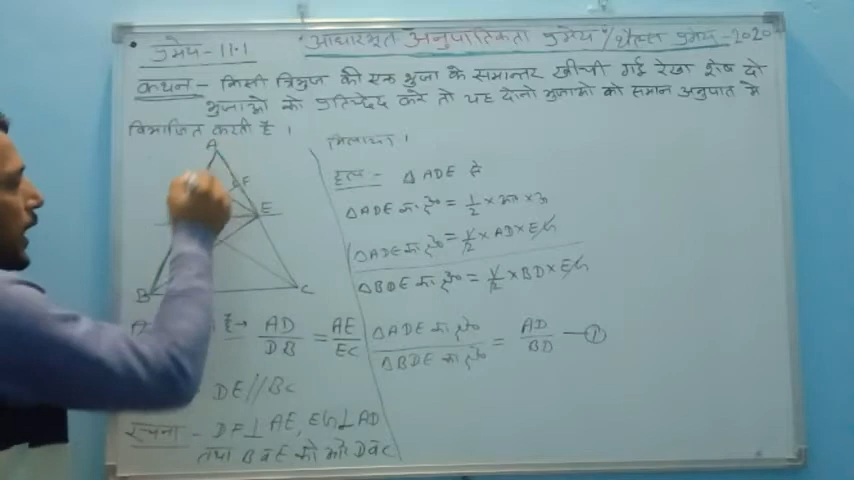 प्रमेय-11.1
आधारभूत अनुपातिकता प्रमेय/थेल्स प्रमेय-2020
कथन- किसी त्रिभुज की एक भुजा के समान्तर खींची गई रेखा शेष दो
भुजाओं को प्रतिच्छेद करे तो यह दोनों भुजाओं को समान अनुपात में
विभाजित करती है ।
A
F
E
B
C
है→ AD/DB = AE/EC
DE//BC
रचना- DF⊥AE, EG⊥AD
तथा B व E को और D व C
मिलाया ।
हल- △ADE से
△ADE का क्षे० = 1/2 × आ० × उ
△ADE का क्षे० = 1/2 × AD × EG
△BDE का क्षे० = 1/2 × BD × EG
△ADE का क्षे०/△BDE का क्षे० = AD/BD —①